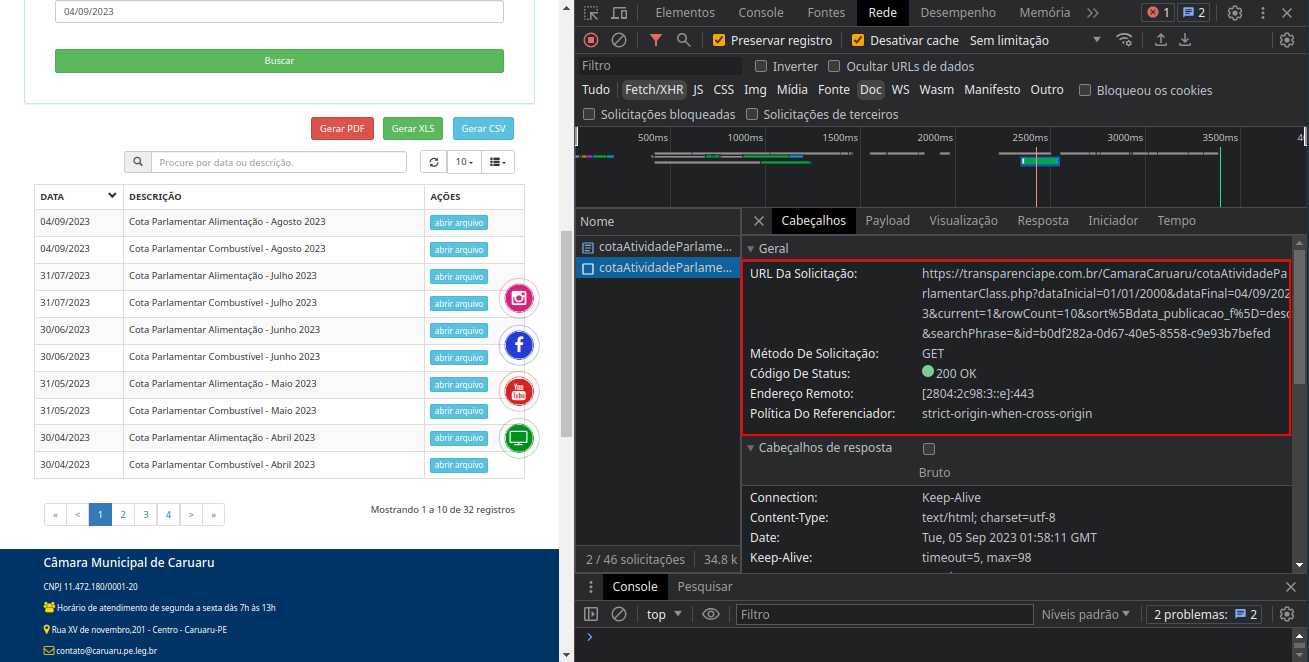 04/09/2023
Buscar
Gerar PDF Gerar XLS Gerar CSV
Procure por data ou descrição. 10
DATA DESCRIÇÃO AÇÕES
04/09/2023 Cota Parlamentar Alimentação - Agosto 2023 abrir arquivo
04/09/2023 Cota Parlamentar Combustível - Agosto 2023 abrir arquivo
31/07/2023 Cota Parlamentar Alimentação - Julho 2023 abrir arquivo
31/07/2023 Cota Parlamentar Combustível - Julho 2023 abrir arquivo
30/06/2023 Cota Parlamentar Alimentação - Junho 2023 abrir arquivo
30/06/2023 Cota Parlamentar Combustível - Junho 2023 abrir arquivo
31/05/2023 Cota Parlamentar Alimentação - Maio 2023 abrir arquivo
31/05/2023 Cota Parlamentar Combustível - Maio 2023 abrir arquivo
30/04/2023 Cota Parlamentar Alimentação - Abril 2023 abrir arquivo
30/04/2023 Cota Parlamentar Combustível - Abril 2023 abrir arquivo
You Tube
« < 1 2 3 4 > »
Mostrando 1 a 10 de 32 registros
Câmara Municipal de Caruaru
CNPJ 11.472.180/0001-20
Horário de atendimento de segunda a sexta dàs 7h às 13h
Rua XV de novembro,201 - Centro - Caruaru-PE
contato@caruaru.pe.leg.br
Elementos Console Fontes Rede Desempenho Memória 1 2
Preservar registro Desativar cache Sem limitação
Filtro Inverter Ocultar URLs de dados
Tudo Fetch/XHR JS CSS Img Mídia Fonte Doc WS Wasm Manifesto Outro Bloqueou os cookies
Solicitações bloqueadas Solicitações de terceiros
500ms 1000ms 1500ms 2000ms 2500ms 3000ms 3500ms
Nome
cotaAtividadeParlame...
cotaAtividadeParlame...
2 / 46 solicitações 34.8 k
Cabeçalhos Payload Visualização Resposta Iniciador Tempo
Geral
URL Da Solicitação: https://transparenciape.com.br/CamaraCaruaru/cotaAtividadePa
rlamentarClass.php?dataInicial=01/01/2000&dataFinal=04/09/202
3&current=1&rowCount=10&sort%5Bdata_publicacao_f%5D=desc
&searchPhrase=&id=b0df282a-0d67-40e5-8558-c9e93b7befed
Método De Solicitação: GET
Código De Status: 200 OK
Endereço Remoto: [2804:2c98:3::e]:443
Política Do Referenciador: strict-origin-when-cross-origin
Cabeçalhos de resposta
Bruto
Connection: Keep-Alive
Content-Type: text/html; charset=utf-8
Date: Tue, 05 Sep 2023 01:58:11 GMT
Keep-Alive: timeout=5, max=98
Console Pesquisar
top Filtro Níveis padrão 2 problemas: 2